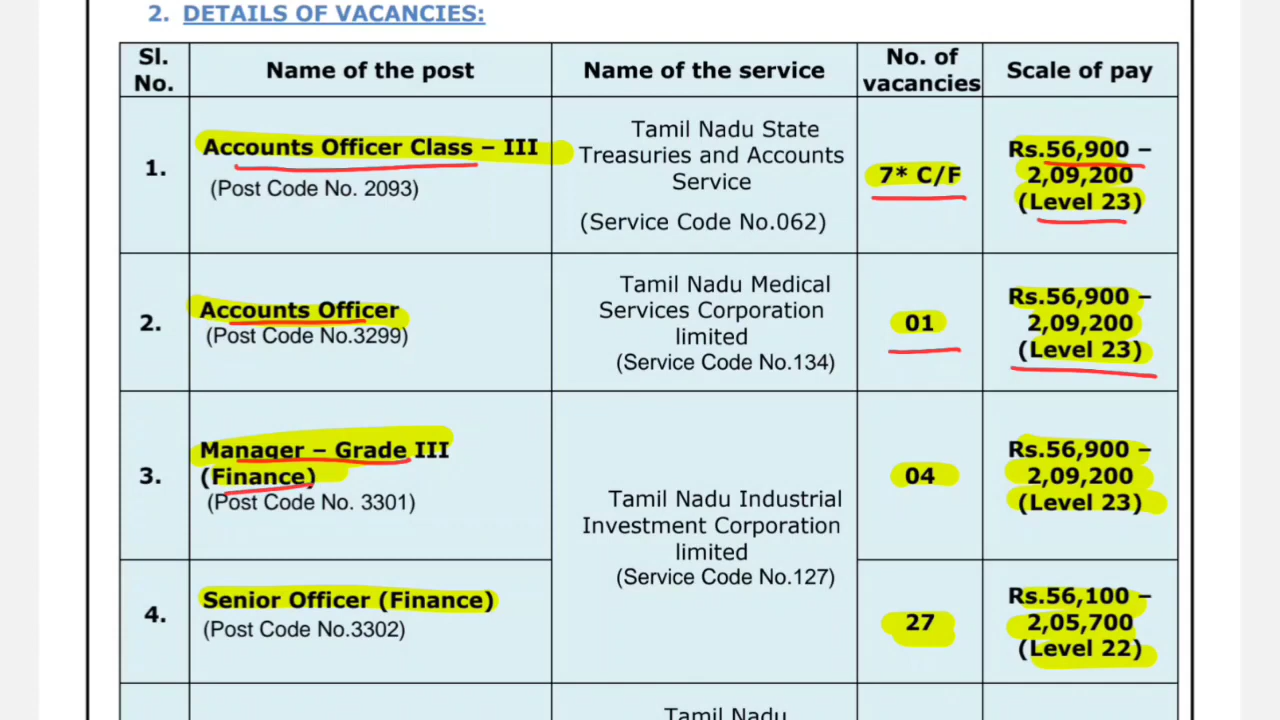 2. DETAILS OF VACANCIES:
Sl. No.
Name of the post
Name of the service
No. of vacancies
Scale of pay
1.
Accounts Officer Class – III
(Post Code No. 2093)
Tamil Nadu State
Treasuries and Accounts
Service
(Service Code No.062)
7* C/F
Rs.56,900 –
2,09,200
(Level 23)
2.
Accounts Officer
(Post Code No.3299)
Tamil Nadu Medical
Services Corporation
limited
(Service Code No.134)
01
Rs.56,900 –
2,09,200
(Level 23)
3.
Manager – Grade III
(Finance)
(Post Code No. 3301)
Tamil Nadu Industrial
Investment Corporation
limited
(Service Code No.127)
04
Rs.56,900 –
2,09,200
(Level 23)
4.
Senior Officer (Finance)
(Post Code No.3302)
27
Rs.56,100 –
2,05,700
(Level 22)
Tamil Nadu